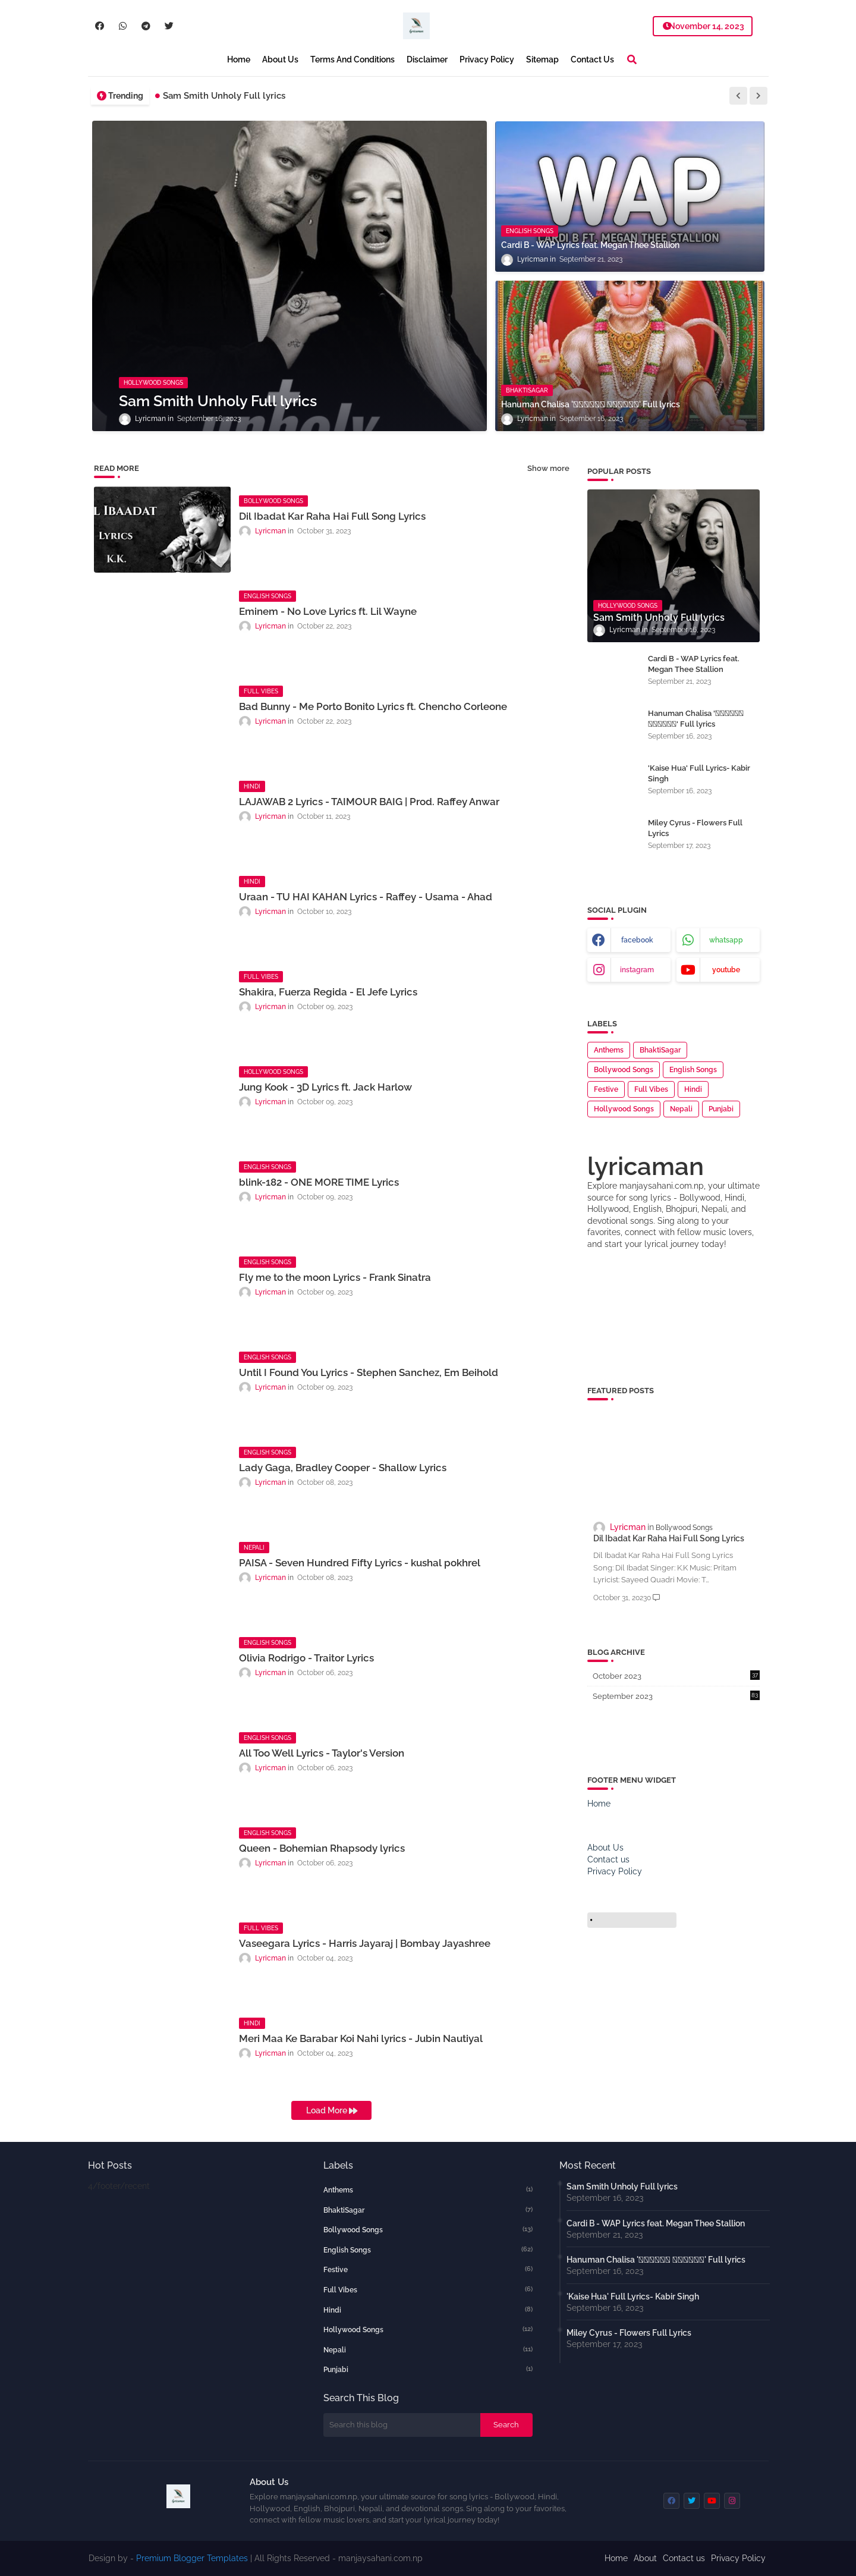 November 14, 2023
Home About Us Terms And Conditions Disclaimer Privacy Policy Sitemap Contact Us
Trending Sam Smith Unholy Full lyrics
HOLLYWOOD SONGS
Sam Smith Unholy Full lyrics
Lyricman in September 16, 2023
WAP
CARDI B FT. MEGAN THEE STALLION
ENGLISH SONGS
Cardi B - WAP Lyrics feat. Megan Thee Stallion
Lyricman in September 21, 2023
BHAKTISAGAR
Hanuman Chalisa ' ' Full lyrics
Lyricman in September 16, 2023
READ MORE
Show more
Lyrics
K.K.
BOLLYWOOD SONGS
Dil Ibadat Kar Raha Hai Full Song Lyrics
Lyricman in October 31, 2023
ENGLISH SONGS
Eminem - No Love Lyrics ft. Lil Wayne
Lyricman in October 22, 2023
FULL VIBES
Bad Bunny - Me Porto Bonito Lyrics ft. Chencho Corleone
Lyricman in October 22, 2023
HINDI
LAJAWAB 2 Lyrics - TAIMOUR BAIG | Prod. Raffey Anwar
Lyricman in October 11, 2023
HINDI
Uraan - TU HAI KAHAN Lyrics - Raffey - Usama - Ahad
Lyricman in October 10, 2023
FULL VIBES
Shakira, Fuerza Regida - El Jefe Lyrics
Lyricman in October 09, 2023
HOLLYWOOD SONGS
Jung Kook - 3D Lyrics ft. Jack Harlow
Lyricman in October 09, 2023
ENGLISH SONGS
blink-182 - ONE MORE TIME Lyrics
Lyricman in October 09, 2023
ENGLISH SONGS
Fly me to the moon Lyrics - Frank Sinatra
Lyricman in October 09, 2023
ENGLISH SONGS
Until I Found You Lyrics - Stephen Sanchez, Em Beihold
Lyricman in October 09, 2023
ENGLISH SONGS
Lady Gaga, Bradley Cooper - Shallow Lyrics
Lyricman in October 08, 2023
NEPALI
PAISA - Seven Hundred Fifty Lyrics - kushal pokhrel
Lyricman in October 08, 2023
ENGLISH SONGS
Olivia Rodrigo - Traitor Lyrics
Lyricman in October 06, 2023
ENGLISH SONGS
All Too Well Lyrics - Taylor's Version
Lyricman in October 06, 2023
ENGLISH SONGS
Queen - Bohemian Rhapsody lyrics
Lyricman in October 06, 2023
FULL VIBES
Vaseegara Lyrics - Harris Jayaraj | Bombay Jayashree
Lyricman in October 04, 2023
HINDI
Meri Maa Ke Barabar Koi Nahi lyrics - Jubin Nautiyal
Lyricman in October 04, 2023
Load More
POPULAR POSTS
HOLLYWOOD SONGS
Sam Smith Unholy Full lyrics
Lyricman in September 16, 2023
Cardi B - WAP Lyrics feat.
Megan Thee Stallion
September 21, 2023
Hanuman Chalisa '
' Full lyrics
September 16, 2023
'Kaise Hua' Full Lyrics- Kabir
Singh
September 16, 2023
Miley Cyrus - Flowers Full
Lyrics
September 17, 2023
SOCIAL PLUGIN
facebook whatsapp
instagram youtube
LABELS
Anthems BhaktiSagar
Bollywood Songs English Songs
Festive Full Vibes Hindi
Hollywood Songs Nepali Punjabi
lyricaman
Explore manjaysahani.com.np, your ultimate
source for song lyrics - Bollywood, Hindi,
Hollywood, English, Bhojpuri, Nepali, and
devotional songs. Sing along to your
favorites, connect with fellow music lovers,
and start your lyrical journey today!
FEATURED POSTS
Lyricman in Bollywood Songs
Dil Ibadat Kar Raha Hai Full Song Lyrics
Dil Ibadat Kar Raha Hai Full Song Lyrics
Song: Dil Ibadat Singer: K.K Music: Pritam
Lyricist: Sayeed Quadri Movie: T…
October 31, 20230
BLOG ARCHIVE
October 2023 37
September 2023 83
FOOTER MENU WIDGET
Home
About Us
Contact us
Privacy Policy
Hot Posts
4/footer/recent
Labels
Anthems (1)
BhaktiSagar (7)
Bollywood Songs (13)
English Songs (62)
Festive (6)
Full Vibes (6)
Hindi (8)
Hollywood Songs (12)
Nepali (11)
Punjabi (1)
Search This Blog
Search this blog Search
Most Recent
Sam Smith Unholy Full lyrics
September 16, 2023
Cardi B - WAP Lyrics feat. Megan Thee Stallion
September 21, 2023
Hanuman Chalisa ' ' Full lyrics
September 16, 2023
'Kaise Hua' Full Lyrics- Kabir Singh
September 16, 2023
Miley Cyrus - Flowers Full Lyrics
September 17, 2023
About Us
Explore manjaysahani.com.np, your ultimate source for song lyrics - Bollywood, Hindi,
Hollywood, English, Bhojpuri, Nepali, and devotional songs. Sing along to your favorites,
connect with fellow music lovers, and start your lyrical journey today!
Design by - Premium Blogger Templates | All Rights Reserved - manjaysahani.com.np
Home About Contact us Privacy Policy